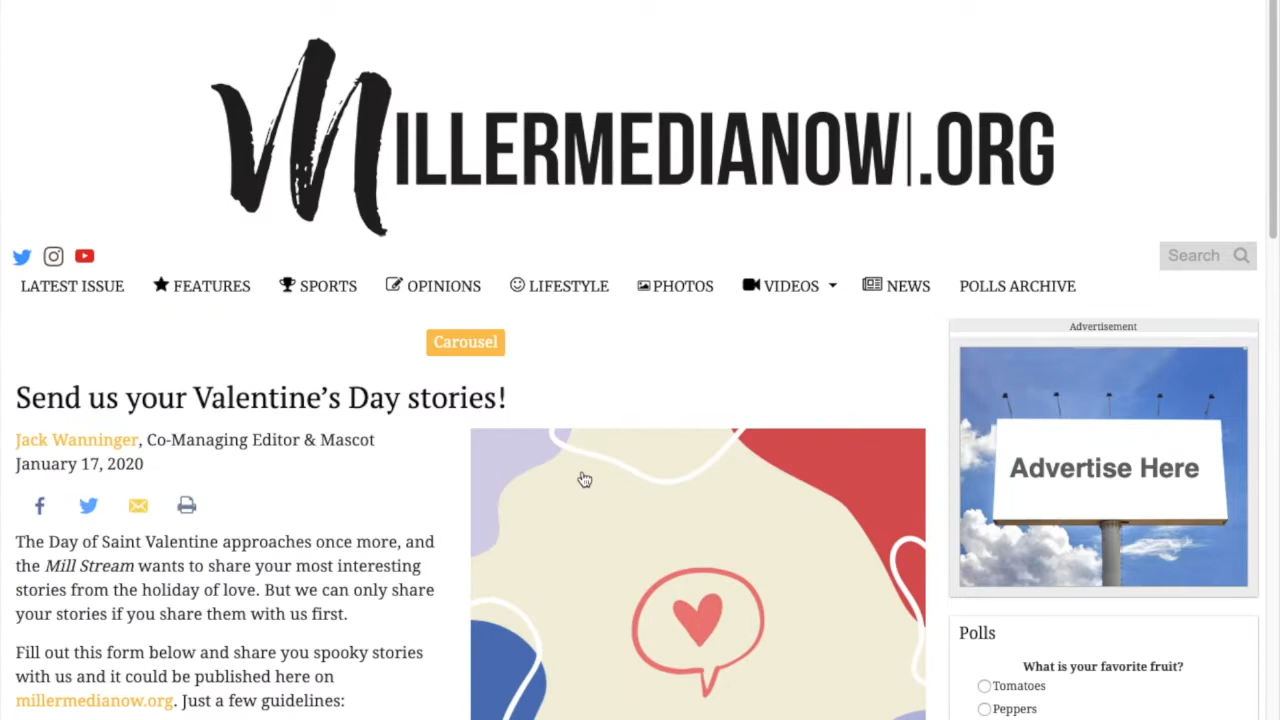 MILLERMEDIANOW|.ORG
Search
LATEST ISSUE FEATURES SPORTS OPINIONS LIFESTYLE PHOTOS VIDEOS NEWS POLLS ARCHIVE
Carousel
Send us your Valentine’s Day stories!
Jack Wanninger, Co-Managing Editor & Mascot
January 17, 2020
The Day of Saint Valentine approaches once more, and
the Mill Stream wants to share your most interesting
stories from the holiday of love. But we can only share
your stories if you share them with us first.
Fill out this form below and share you spooky stories
with us and it could be published here on
millermedianow.org. Just a few guidelines:
Advertisement
Advertise Here
Polls
What is your favorite fruit?
Tomatoes
Peppers